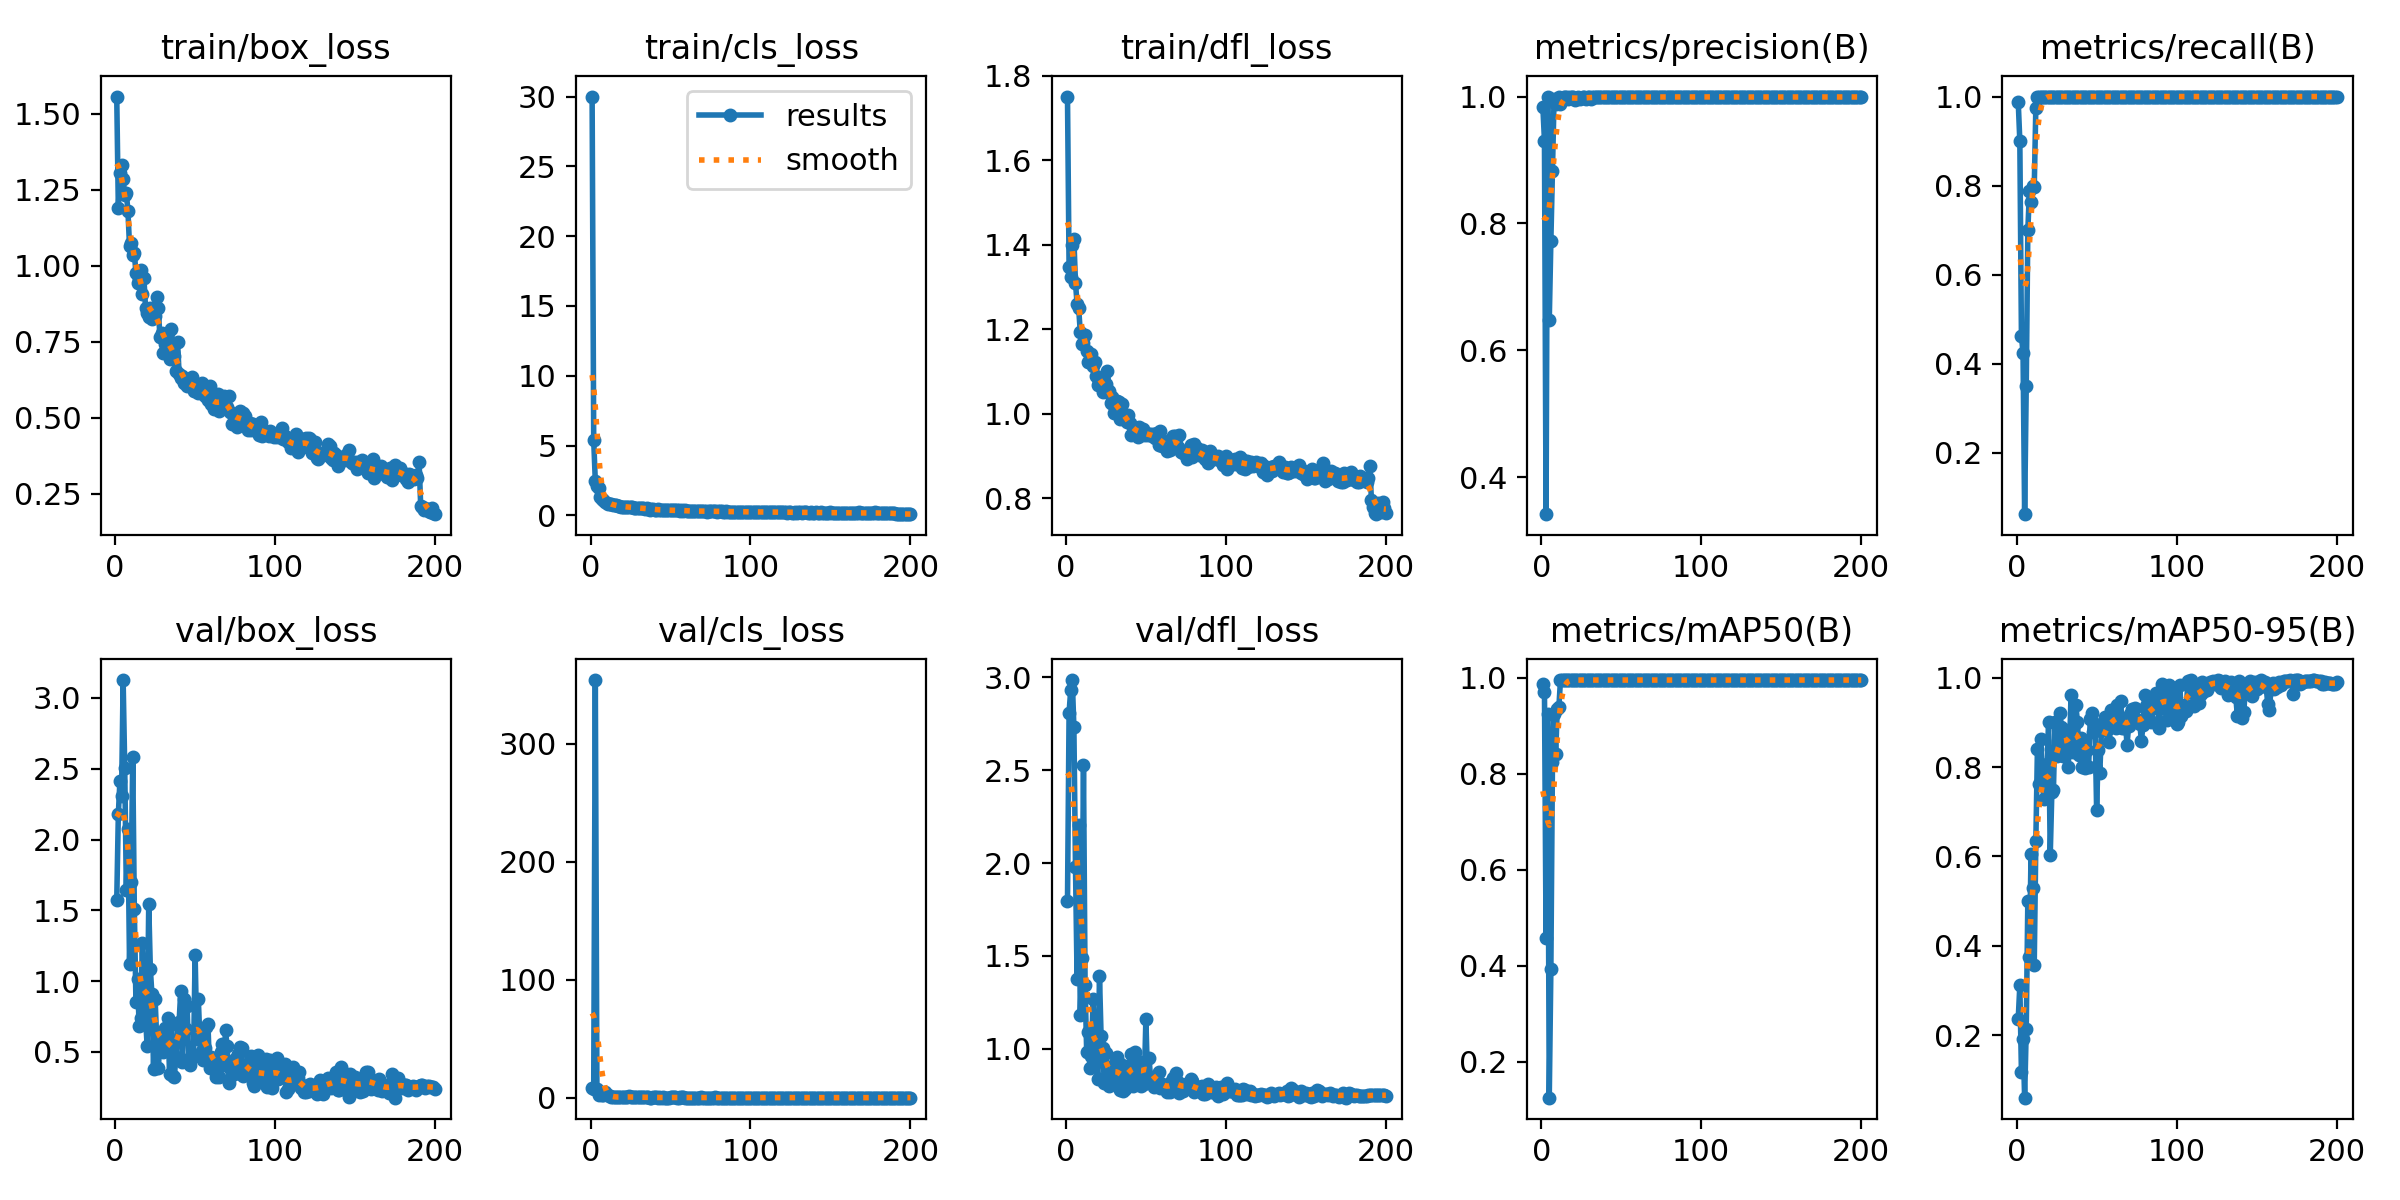 train/box_loss
1.50
1.25
1.00
0.75
0.50
0.25
0 100 200
train/cls_loss
results
smooth
30
25
20
15
10
5
0
0 100 200
train/dfl_loss
1.8
1.6
1.4
1.2
1.0
0.8
0 100 200
metrics/precision(B)
1.0
0.8
0.6
0.4
0 100 200
metrics/recall(B)
1.0
0.8
0.6
0.4
0.2
0 100 200
val/box_loss
3.0
2.5
2.0
1.5
1.0
0.5
0 100 200
val/cls_loss
300
200
100
0
0 100 200
val/dfl_loss
3.0
2.5
2.0
1.5
1.0
0 100 200
metrics/mAP50(B)
1.0
0.8
0.6
0.4
0.2
0 100 200
metrics/mAP50-95(B)
1.0
0.8
0.6
0.4
0.2
0 100 200